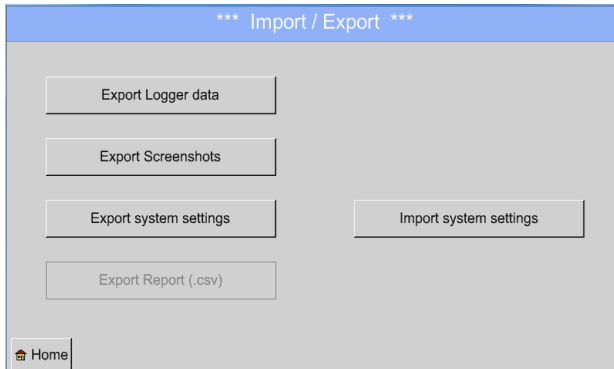 *** Import / Export ***
Export Logger data
Export Screenshots
Export system settings
Import system settings
Export Report (.csv)
Home